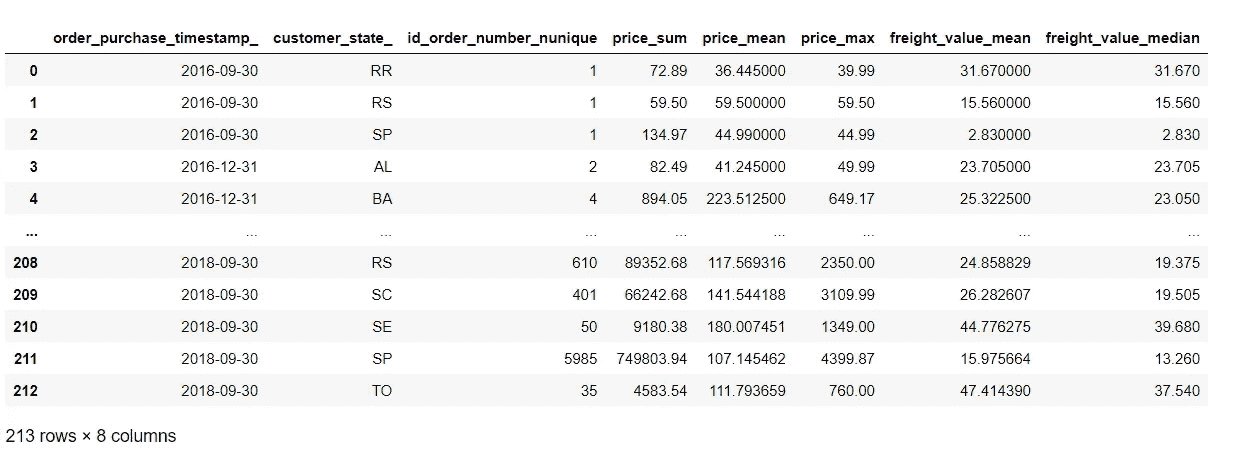 order_purchase_timestamp_ customer_state_ id_order_number_nunique price_sum price_mean price_max freight_value_mean freight_value_median
0 2016-09-30 RR 1 72.89 36.445000 39.99 31.670000 31.670
1 2016-09-30 RS 1 59.50 59.500000 59.50 15.560000 15.560
2 2016-09-30 SP 1 134.97 44.990000 44.99 2.830000 2.830
3 2016-12-31 AL 2 82.49 41.245000 49.99 23.705000 23.705
4 2016-12-31 BA 4 894.05 223.512500 649.17 25.322500 23.050
... ... ... ... ... ... ... ... ...
208 2018-09-30 RS 610 89352.68 117.569316 2350.00 24.858829 19.375
209 2018-09-30 SC 401 66242.68 141.544188 3109.99 26.282607 19.505
210 2018-09-30 SE 50 9180.38 180.007451 1349.00 44.776275 39.680
211 2018-09-30 SP 5985 749803.94 107.145462 4399.87 15.975664 13.260
212 2018-09-30 TO 35 4583.54 111.793659 760.00 47.414390 37.540
213 rows × 8 columns